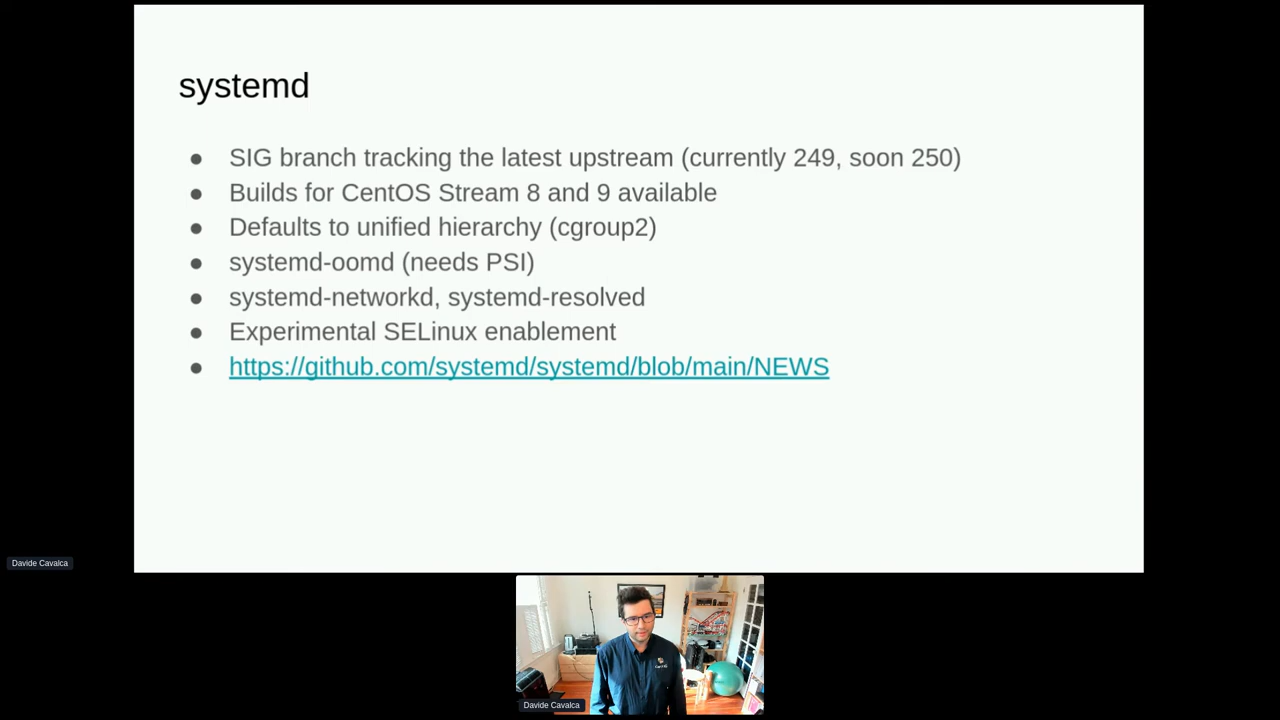 systemd
● SIG branch tracking the latest upstream (currently 249, soon 250)
● Builds for CentOS Stream 8 and 9 available
● Defaults to unified hierarchy (cgroup2)
● systemd-oomd (needs PSI)
● systemd-networkd, systemd-resolved
● Experimental SELinux enablement
● https://github.com/systemd/systemd/blob/main/NEWS
Davide Cavalca
Davide Cavalca